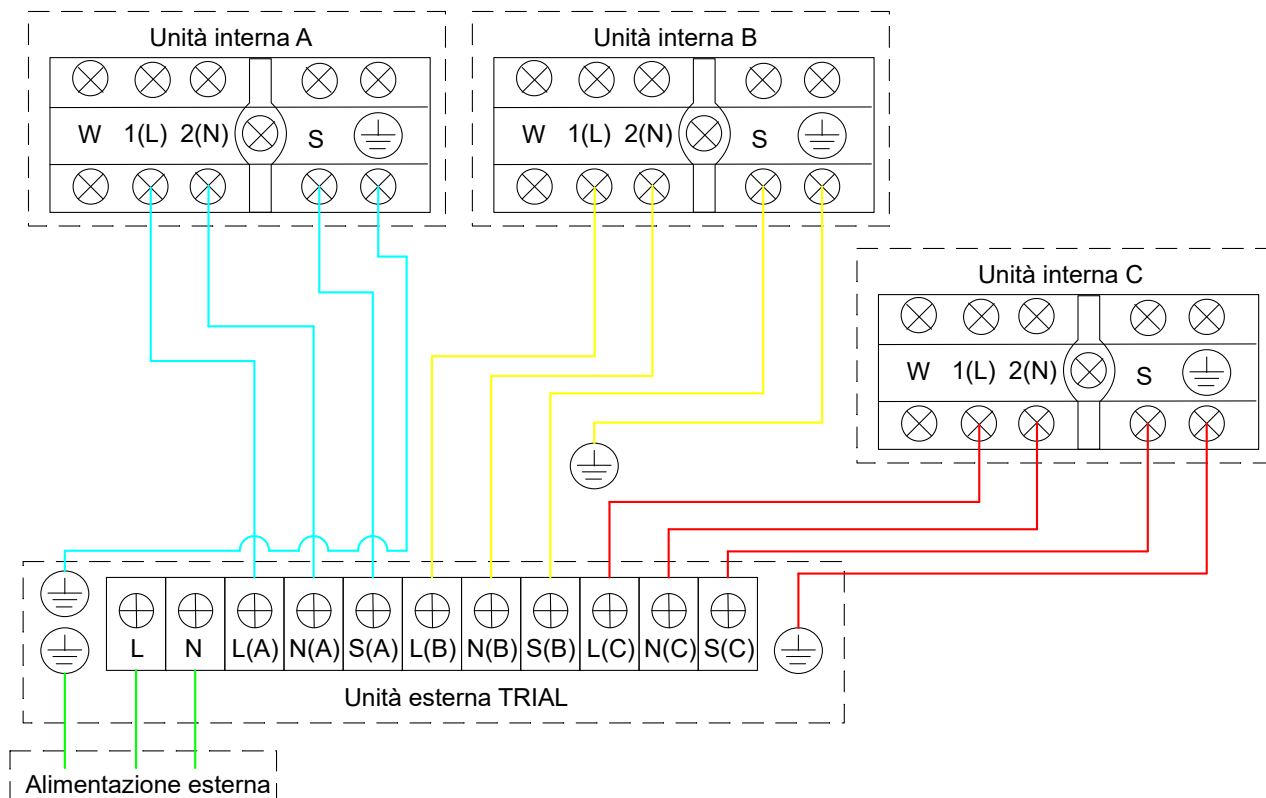 Unità interna A
W 1(L) 2(N) S
Unità interna B
W 1(L) 2(N) S
Unità interna C
W 1(L) 2(N) S
L N L(A) N(A) S(A) L(B) N(B) S(B) L(C) N(C) S(C)
Unità esterna TRIAL
Alimentazione esterna